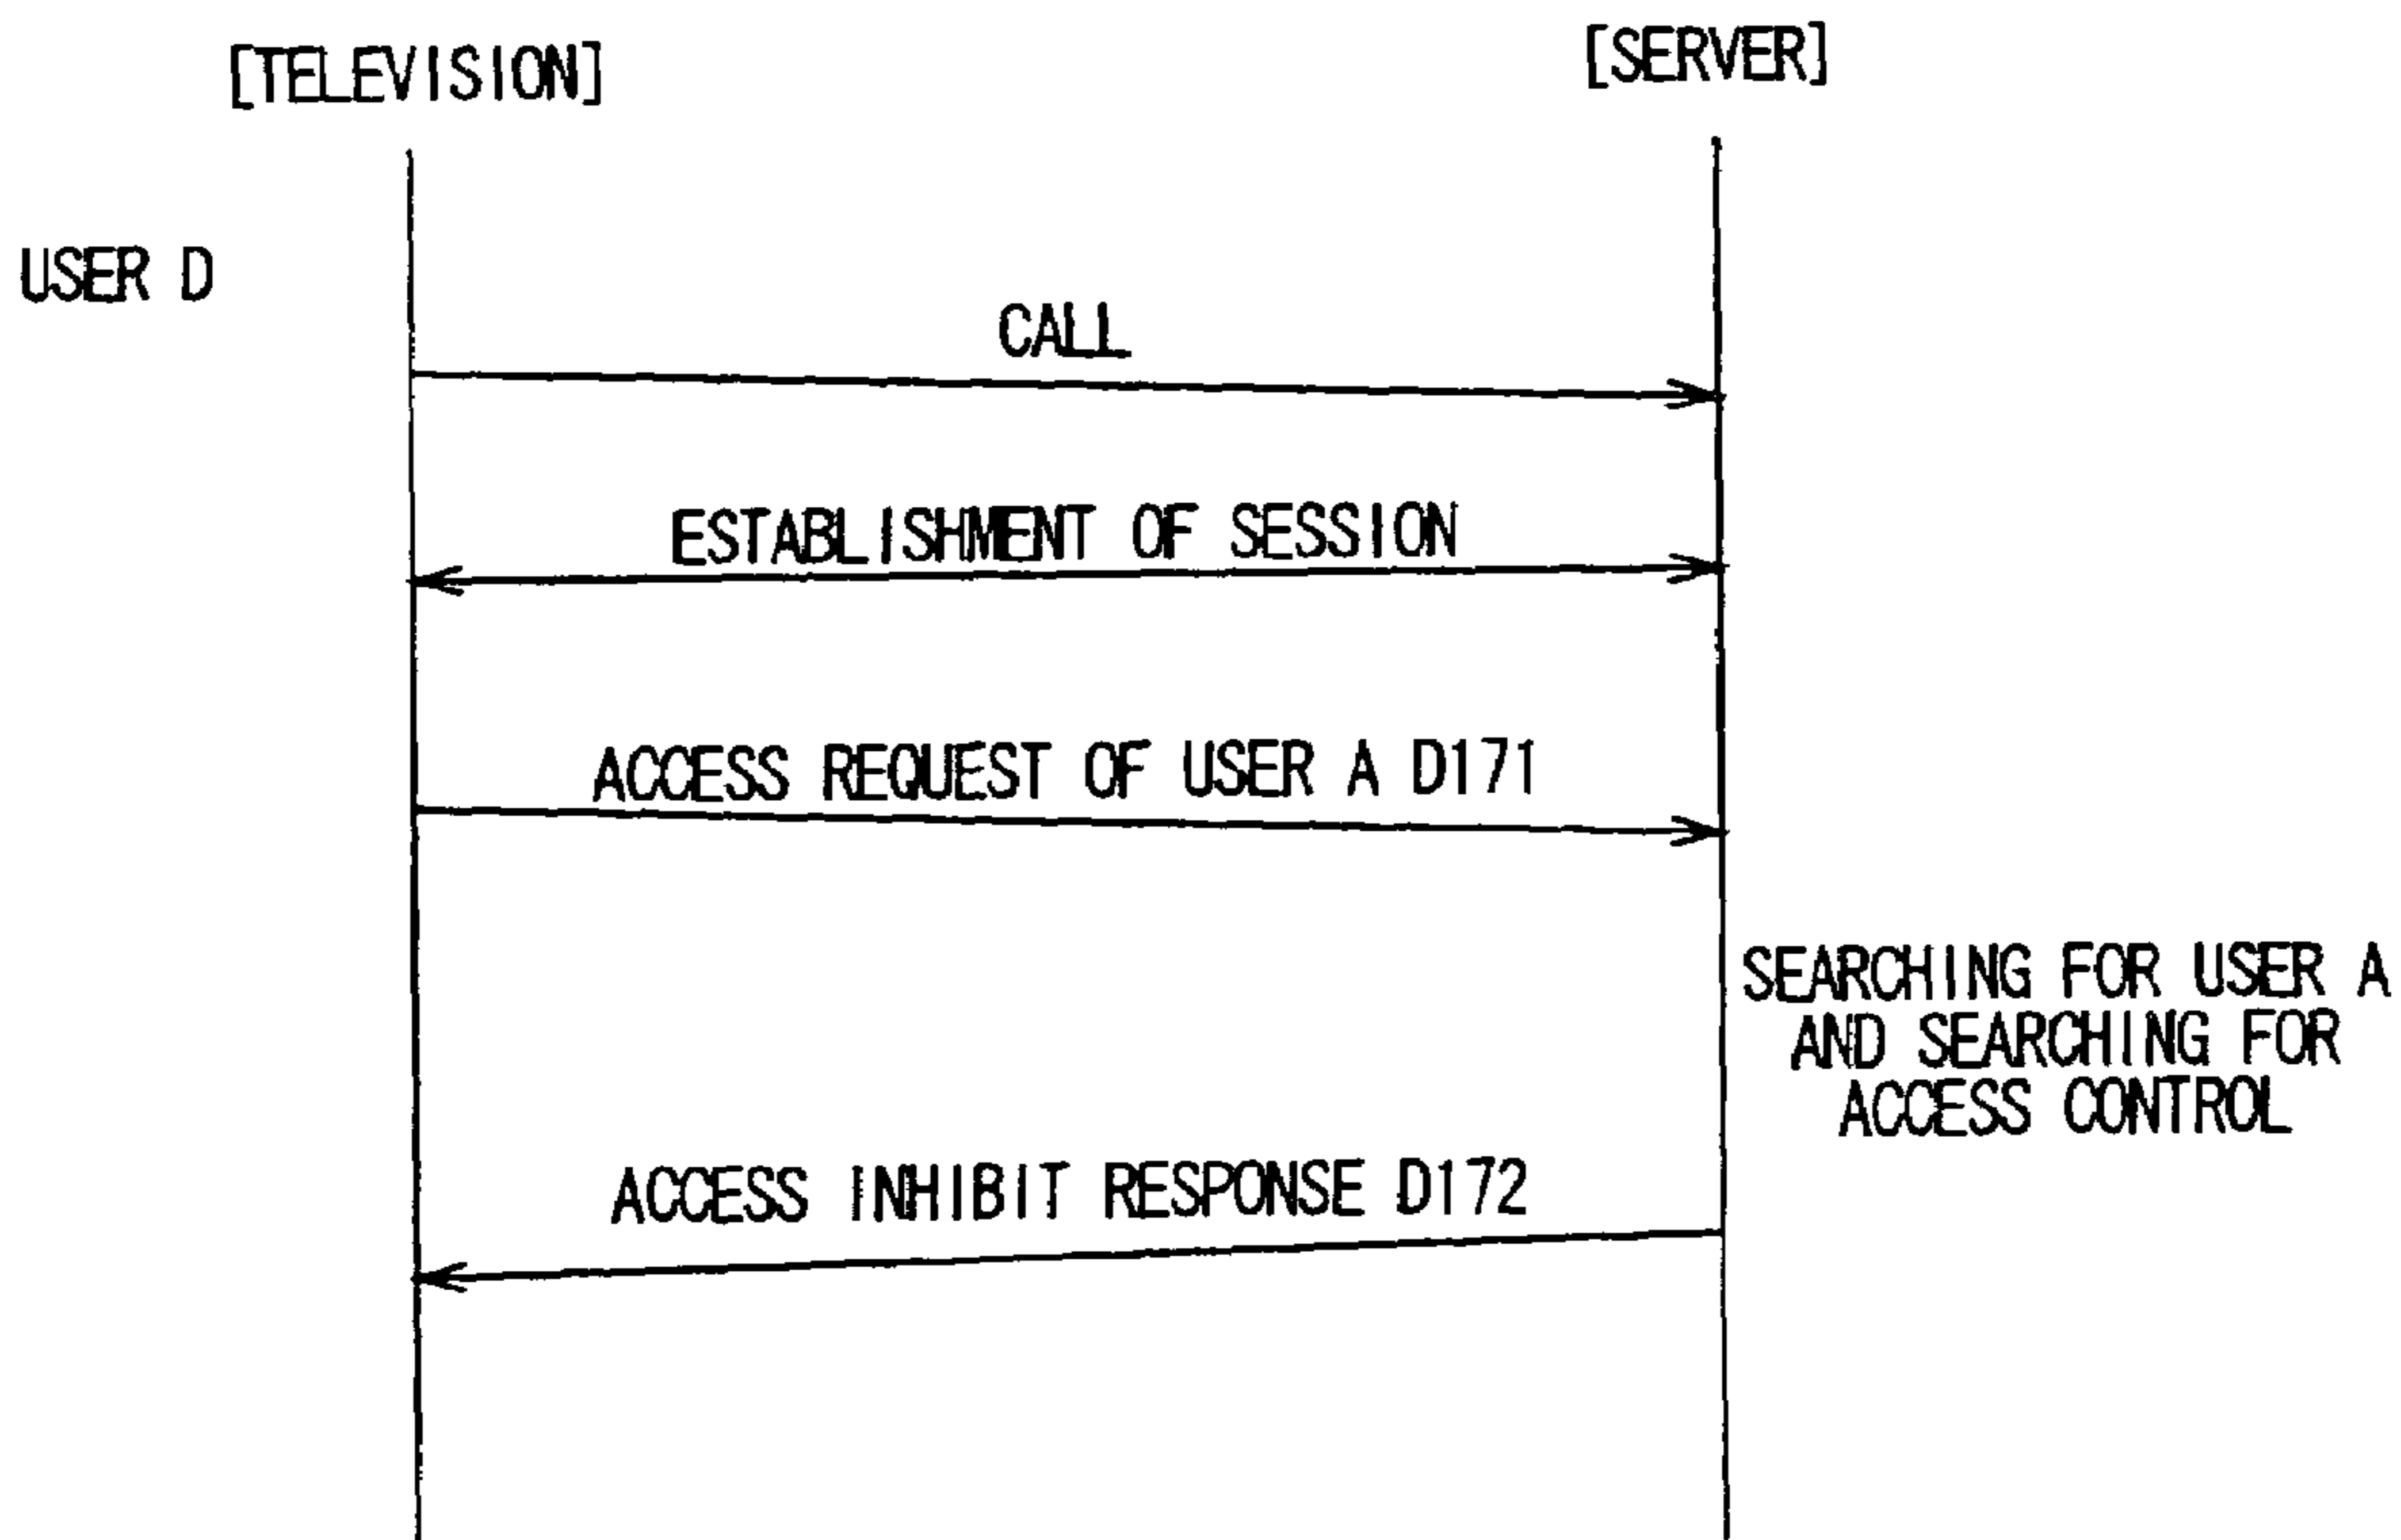 [TELEVISION]
[SERVER]
USER D
CALL
ESTABLISHMENT OF SESSION
ACCESS REQUEST OF USER A D171
SEARCHING FOR USER A
AND SEARCHING FOR
ACCESS CONTROL
ACCESS INHIBIT RESPONSE D172